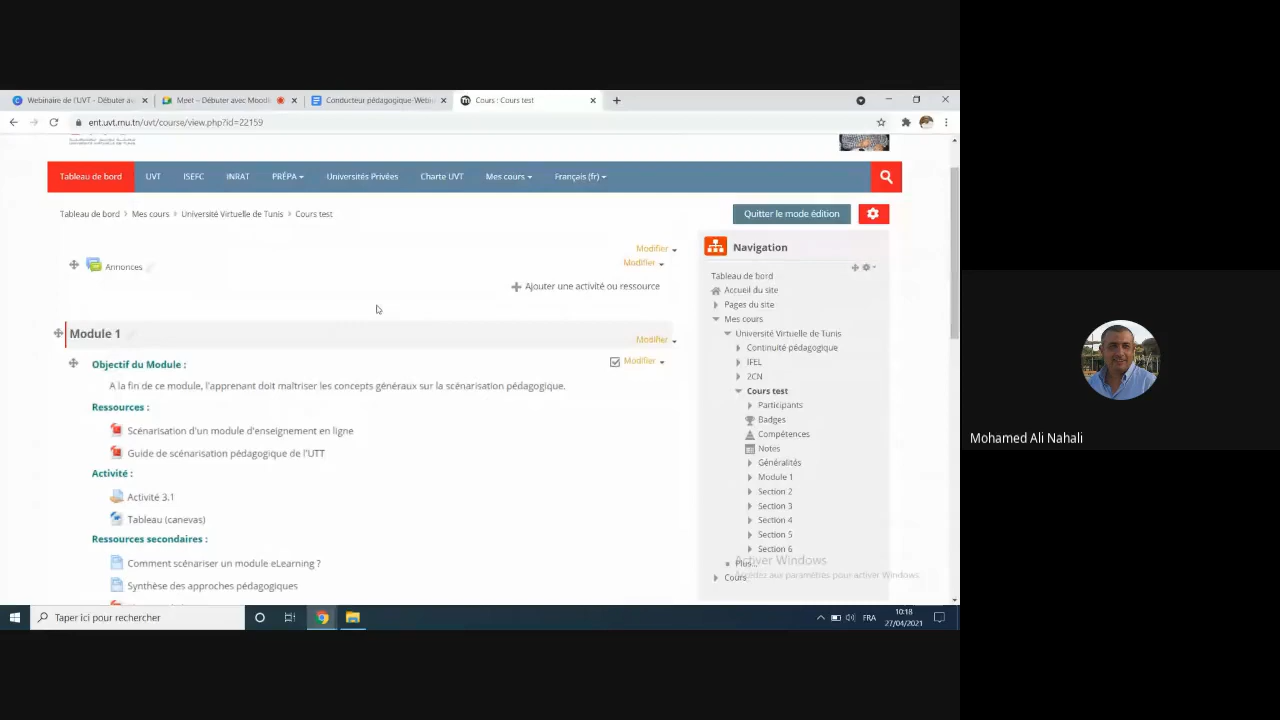 Webinaire de l'UVT - Débuter av
Meet – Débuter avec Moodl
Conducteur pédagogique-Webin
Cours : Cours test
ent.uvt.rnu.tn/uvt/course/view.php?id=22159
Tableau de bord
UVT
ISEFC
INRAT
PRÉPA
Universités Privées
Charte UVT
Mes cours
Français (fr)
Tableau de bord
Mes cours
Université Virtuelle de Tunis
Cours test
Quitter le mode édition
Modifier
Annonces
Modifier
Ajouter une activité ou ressource
Module 1
Modifier
Objectif du Module :
Modifier
A la fin de ce module, l'apprenant doit maîtriser les concepts généraux sur la scénarisation pédagogique.
Ressources :
Scénarisation d'un module d'enseignement en ligne
Guide de scénarisation pédagogique de l'UTT
Activité :
Activité 3.1
Tableau (canevas)
Ressources secondaires :
Comment scénariser un module eLearning ?
Synthèse des approches pédagogiques
Navigation
Tableau de bord
Accueil du site
Pages du site
Mes cours
Université Virtuelle de Tunis
Continuité pédagogique
IFEL
2CN
Cours test
Participants
Badges
Compétences
Notes
Généralités
Module 1
Section 2
Section 3
Section 4
Section 5
Section 6
Plus...
Cours
Activer Windows
Accédez aux paramètres pour activer Windows.
Taper ici pour rechercher
FRA
10:18
27/04/2021
Mohamed Ali Nahali